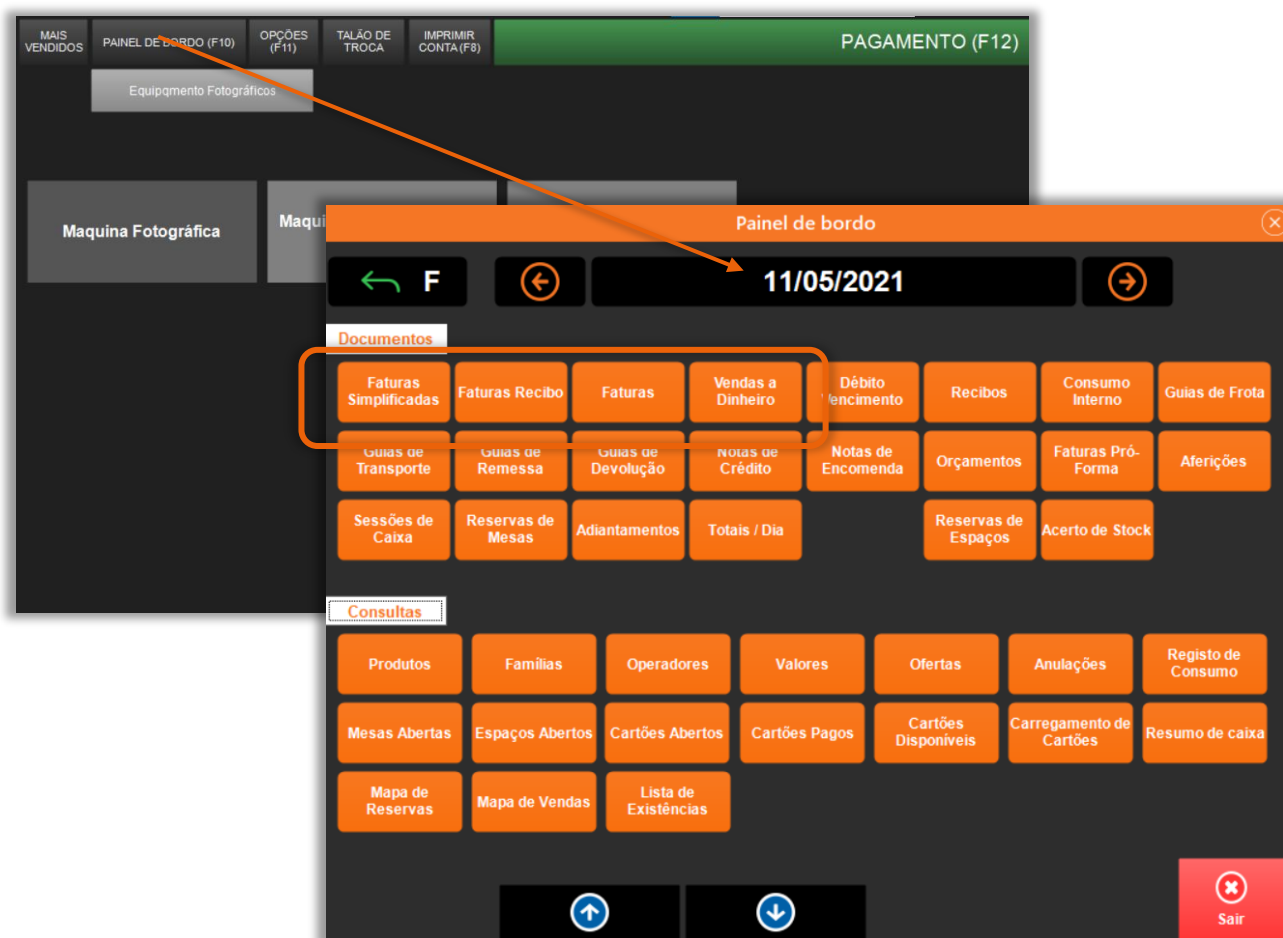 MAIS
VENDIDOS
PAINEL DE BORDO (F10)
OPÇÕES
(F11)
TALÃO DE
TROCA
IMPRIMIR
CONTA (F8)
PAGAMENTO (F12)
Equipqmento Fotográficos
Maquina Fotográfica
Maqui
Painel de bordo
F
11/05/2021
Documentos
Faturas
Simplificadas
Faturas Recibo
Faturas
Vendas a
Dinheiro
Débito
Vencimento
Recibos
Consumo
Interno
Guias de Frota
Guias de
Transporte
Guias de
Remessa
Guias de
Devolução
Notas de
Crédito
Notas de
Encomenda
Orçamentos
Faturas Pró-
Forma
Aferições
Sessões de
Caixa
Reservas de
Mesas
Adiantamentos
Totais / Dia
Reservas de
Espaços
Acerto de Stock
Consultas
Produtos
Famílias
Operadores
Valores
Ofertas
Anulações
Registo de
Consumo
Mesas Abertas
Espaços Abertos
Cartões Abertos
Cartões Pagos
Cartões
Disponíveis
Carregamento de
Cartões
Resumo de caixa
Mapa de
Reservas
Mapa de Vendas
Lista de
Existências
Sair